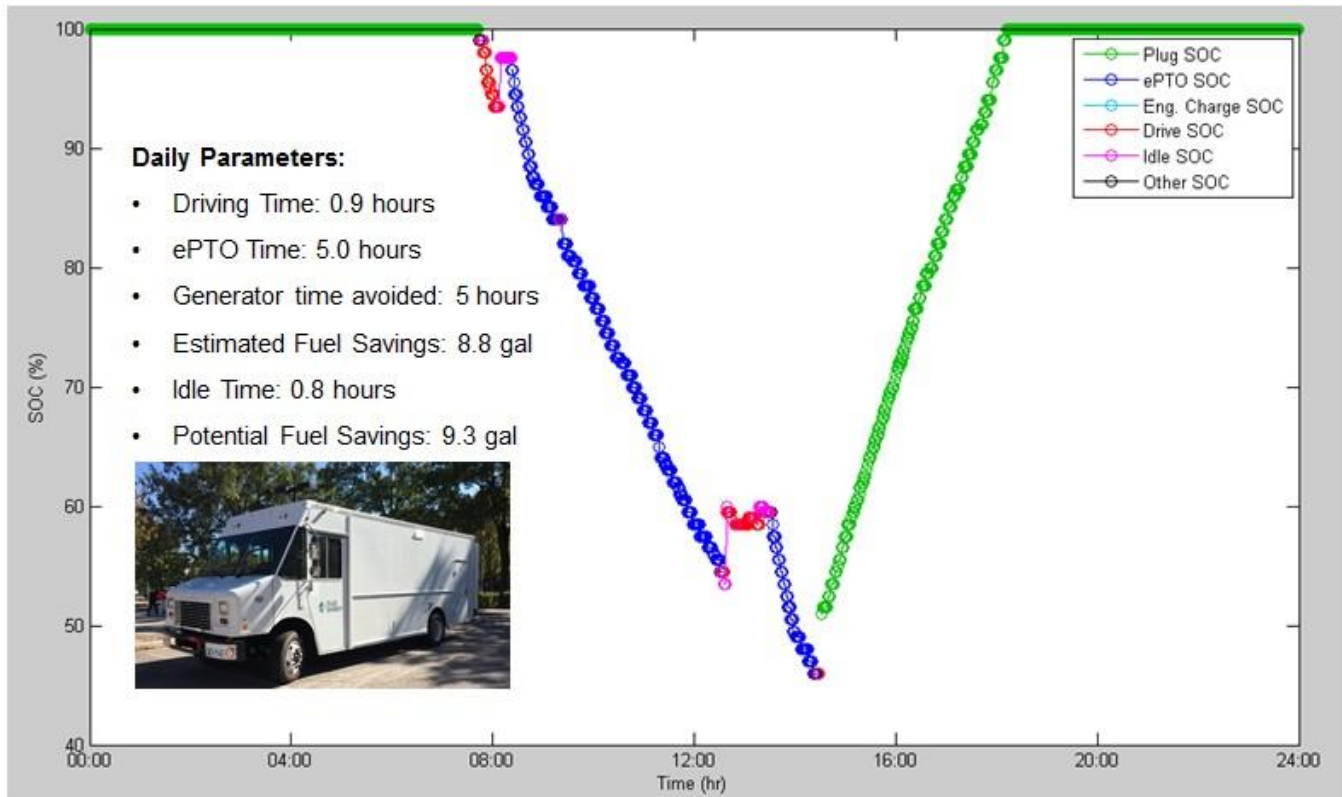 100
90
80
70
60
50
40
SOC (%)
00:00
04:00
08:00
12:00
16:00
20:00
24:00
Time (hr)
Plug SOC
ePTO SOC
Eng. Charge SOC
Drive SOC
Idle SOC
Other SOC
Daily Parameters:
• Driving Time: 0.9 hours
• ePTO Time: 5.0 hours
• Generator time avoided: 5 hours
• Estimated Fuel Savings: 8.8 gal
• Idle Time: 0.8 hours
• Potential Fuel Savings: 9.3 gal